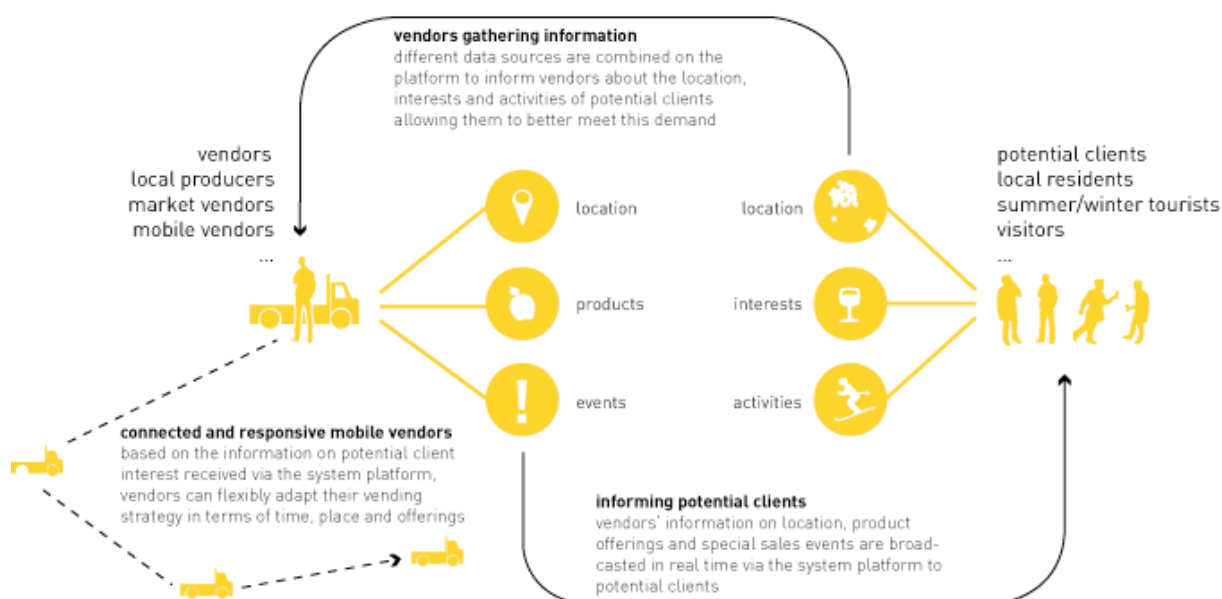 vendors gathering information
different data sources are combined on the
platform to inform vendors about the location,
interests and activities of potential clients
allowing them to better meet this demand
vendors
local producers
market vendors
mobile vendors
...
location
products
events
location
interests
activities
potential clients
local residents
summer/winter tourists
visitors
...
connected and responsive mobile vendors
based on the information on potential client
interest received via the system platform,
vendors can flexibly adapt their vending
strategy in terms of time, place and offerings
informing potential clients
vendors' information on location, product
offerings and special sales events are broad-
casted in real time via the system platform to
potential clients